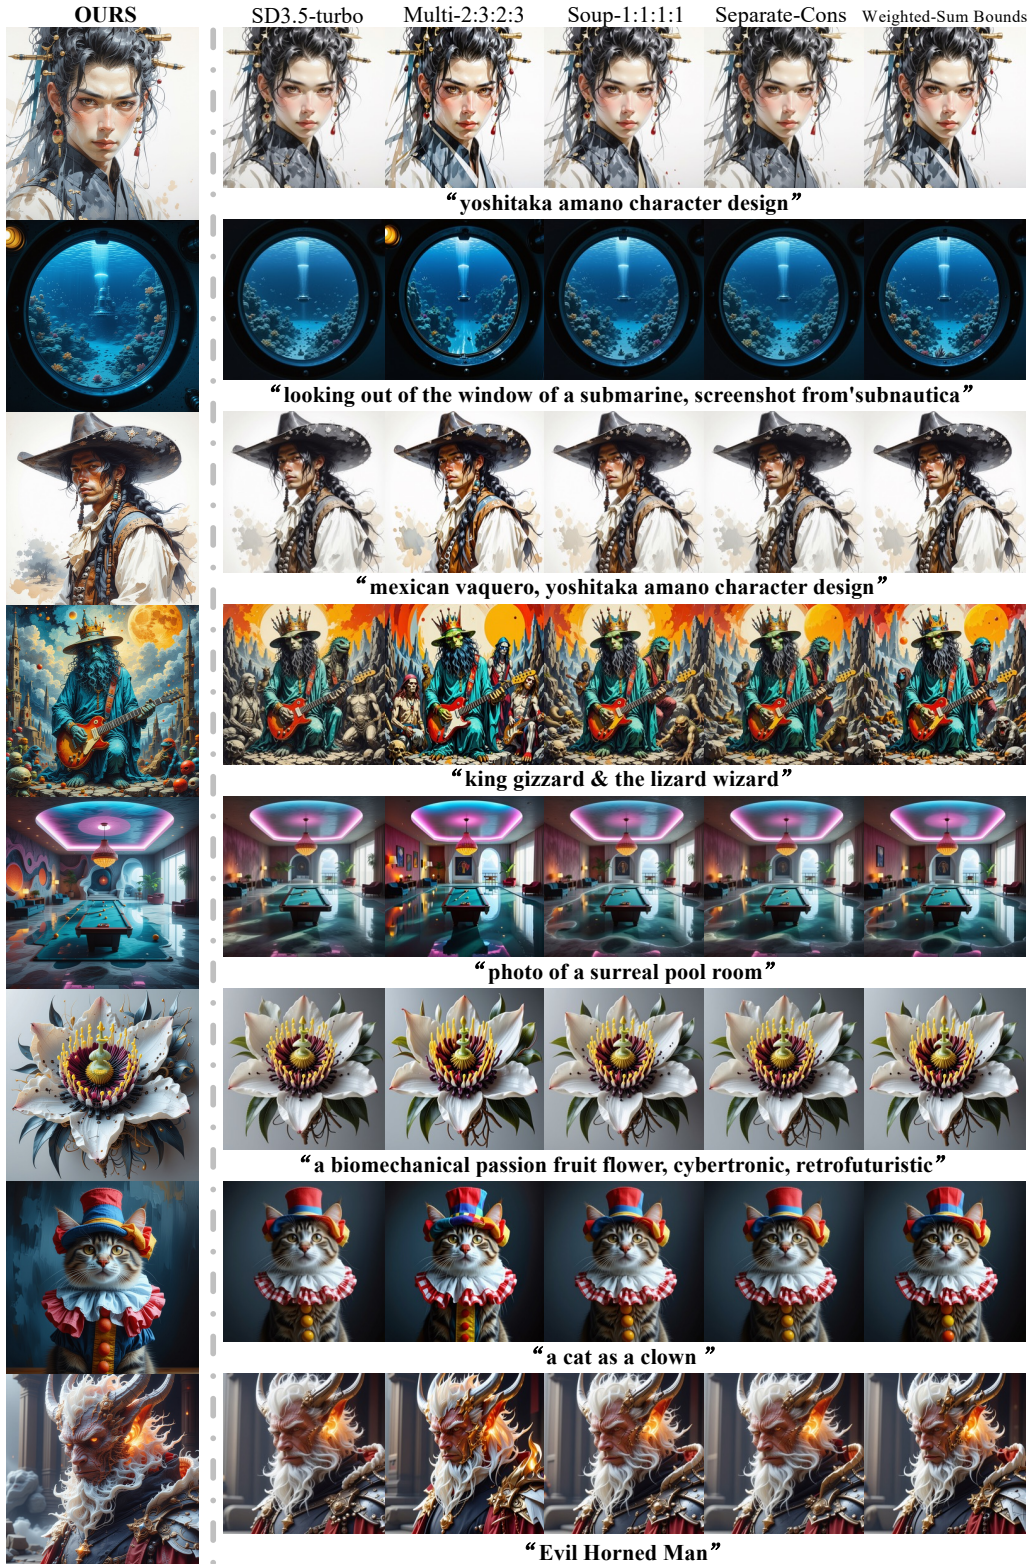 OURS SD3.5-turbo Multi-2:3:2:3 Soup-1:1:1:1 Separate-Cons Weighted-Sum Bounds
“yoshitaka amano character design”
“looking out of the window of a submarine, screenshot from'subnautica”
“mexican vaquero, yoshitaka amano character design”
“king gizzard & the lizard wizard”
“photo of a surreal pool room”
“a biomechanical passion fruit flower, cybertronic, retrofuturistic”
“a cat as a clown ”
“Evil Horned Man”